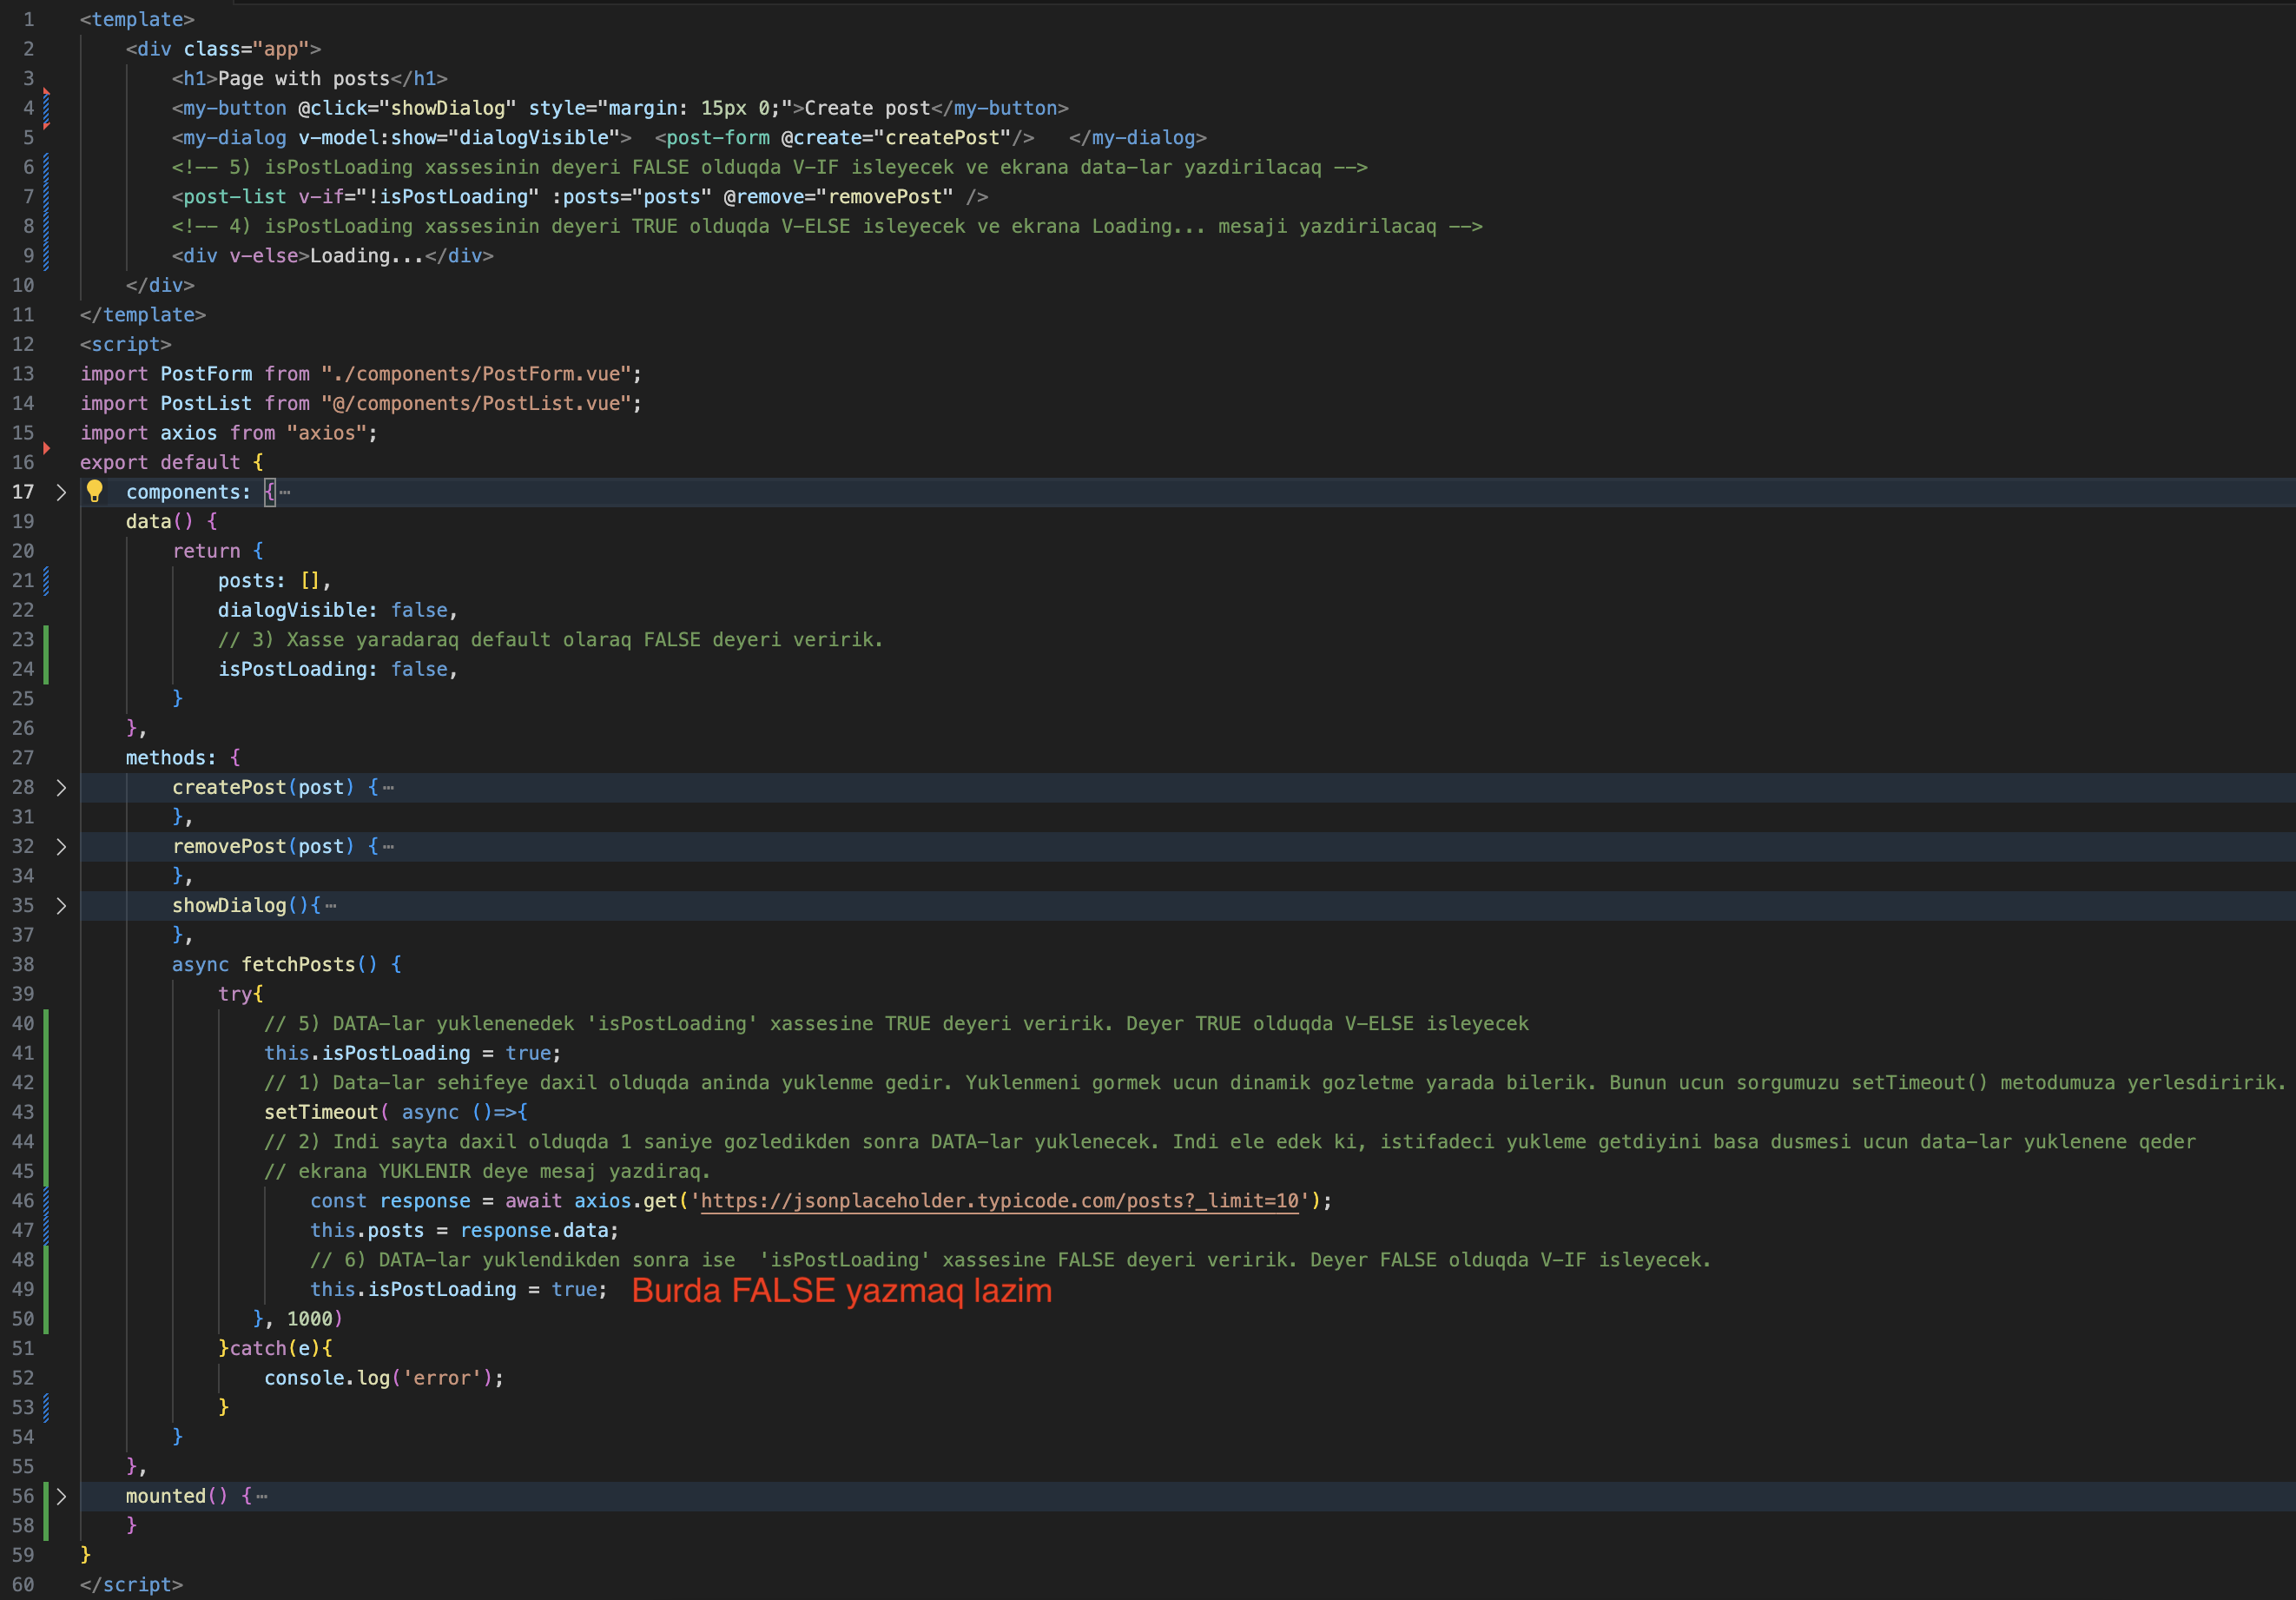 1 <template>
2 <div class="app">
3 <h1>Page with posts</h1>
4 <my-button @click="showDialog" style="margin: 15px 0;">Create post</my-button>
5 <my-dialog v-model:show="dialogVisible">  <post-form @create="createPost"/>   </my-dialog>
6 <!-- 5) isPostLoading xassesinin deyeri FALSE olduqda V-IF isleyecek ve ekrana data-lar yazdirilacaq -->
7 <post-list v-if="!isPostLoading" :posts="posts" @remove="removePost" />
8 <!-- 4) isPostLoading xassesinin deyeri TRUE olduqda V-ELSE isleyecek ve ekrana Loading... mesaji yazdirilacaq -->
9 <div v-else>Loading...</div>
10 </div>
11 </template>
12 <script>
13 import PostForm from "./components/PostForm.vue";
14 import PostList from "@/components/PostList.vue";
15 import axios from "axios";
16 export default {
17 components: {…
19 data() {
20 return {
21 posts: [],
22 dialogVisible: false,
23 // 3) Xasse yaradaraq default olaraq FALSE deyeri veririk.
24 isPostLoading: false,
25 }
26 },
27 methods: {
28 createPost(post) {…
31 },
32 removePost(post) {…
34 },
35 showDialog(){…
37 },
38 async fetchPosts() {
39 try{
40 // 5) DATA-lar yuklenenedek 'isPostLoading' xassesine TRUE deyeri veririk. Deyer TRUE olduqda V-ELSE isleyecek
41 this.isPostLoading = true;
42 // 1) Data-lar sehifeye daxil olduqda aninda yuklenme gedir. Yuklenmeni gormek ucun dinamik gozletme yarada bilerik. Bunun ucun sorgumuzu setTimeout() metodumuza yerlesdiririk.
43 setTimeout( async ()=>{
44 // 2) Indi sayta daxil olduqda 1 saniye gozledikden sonra DATA-lar yuklenecek. Indi ele edek ki, istifadeci yukleme getdiyini basa dusmesi ucun data-lar yuklenene qeder
45 // ekrana YUKLENIR deye mesaj yazdiraq.
46 const response = await axios.get('https://jsonplaceholder.typicode.com/posts?_limit=10');
47 this.posts = response.data;
48 // 6) DATA-lar yuklendikden sonra ise  'isPostLoading' xassesine FALSE deyeri veririk. Deyer FALSE olduqda V-IF isleyecek.
49 this.isPostLoading = true; Burda FALSE yazmaq lazim
50 }, 1000)
51 }catch(e){
52 console.log('error');
53 }
54 }
55 },
56 mounted() {…
58 }
59 }
60 </script>